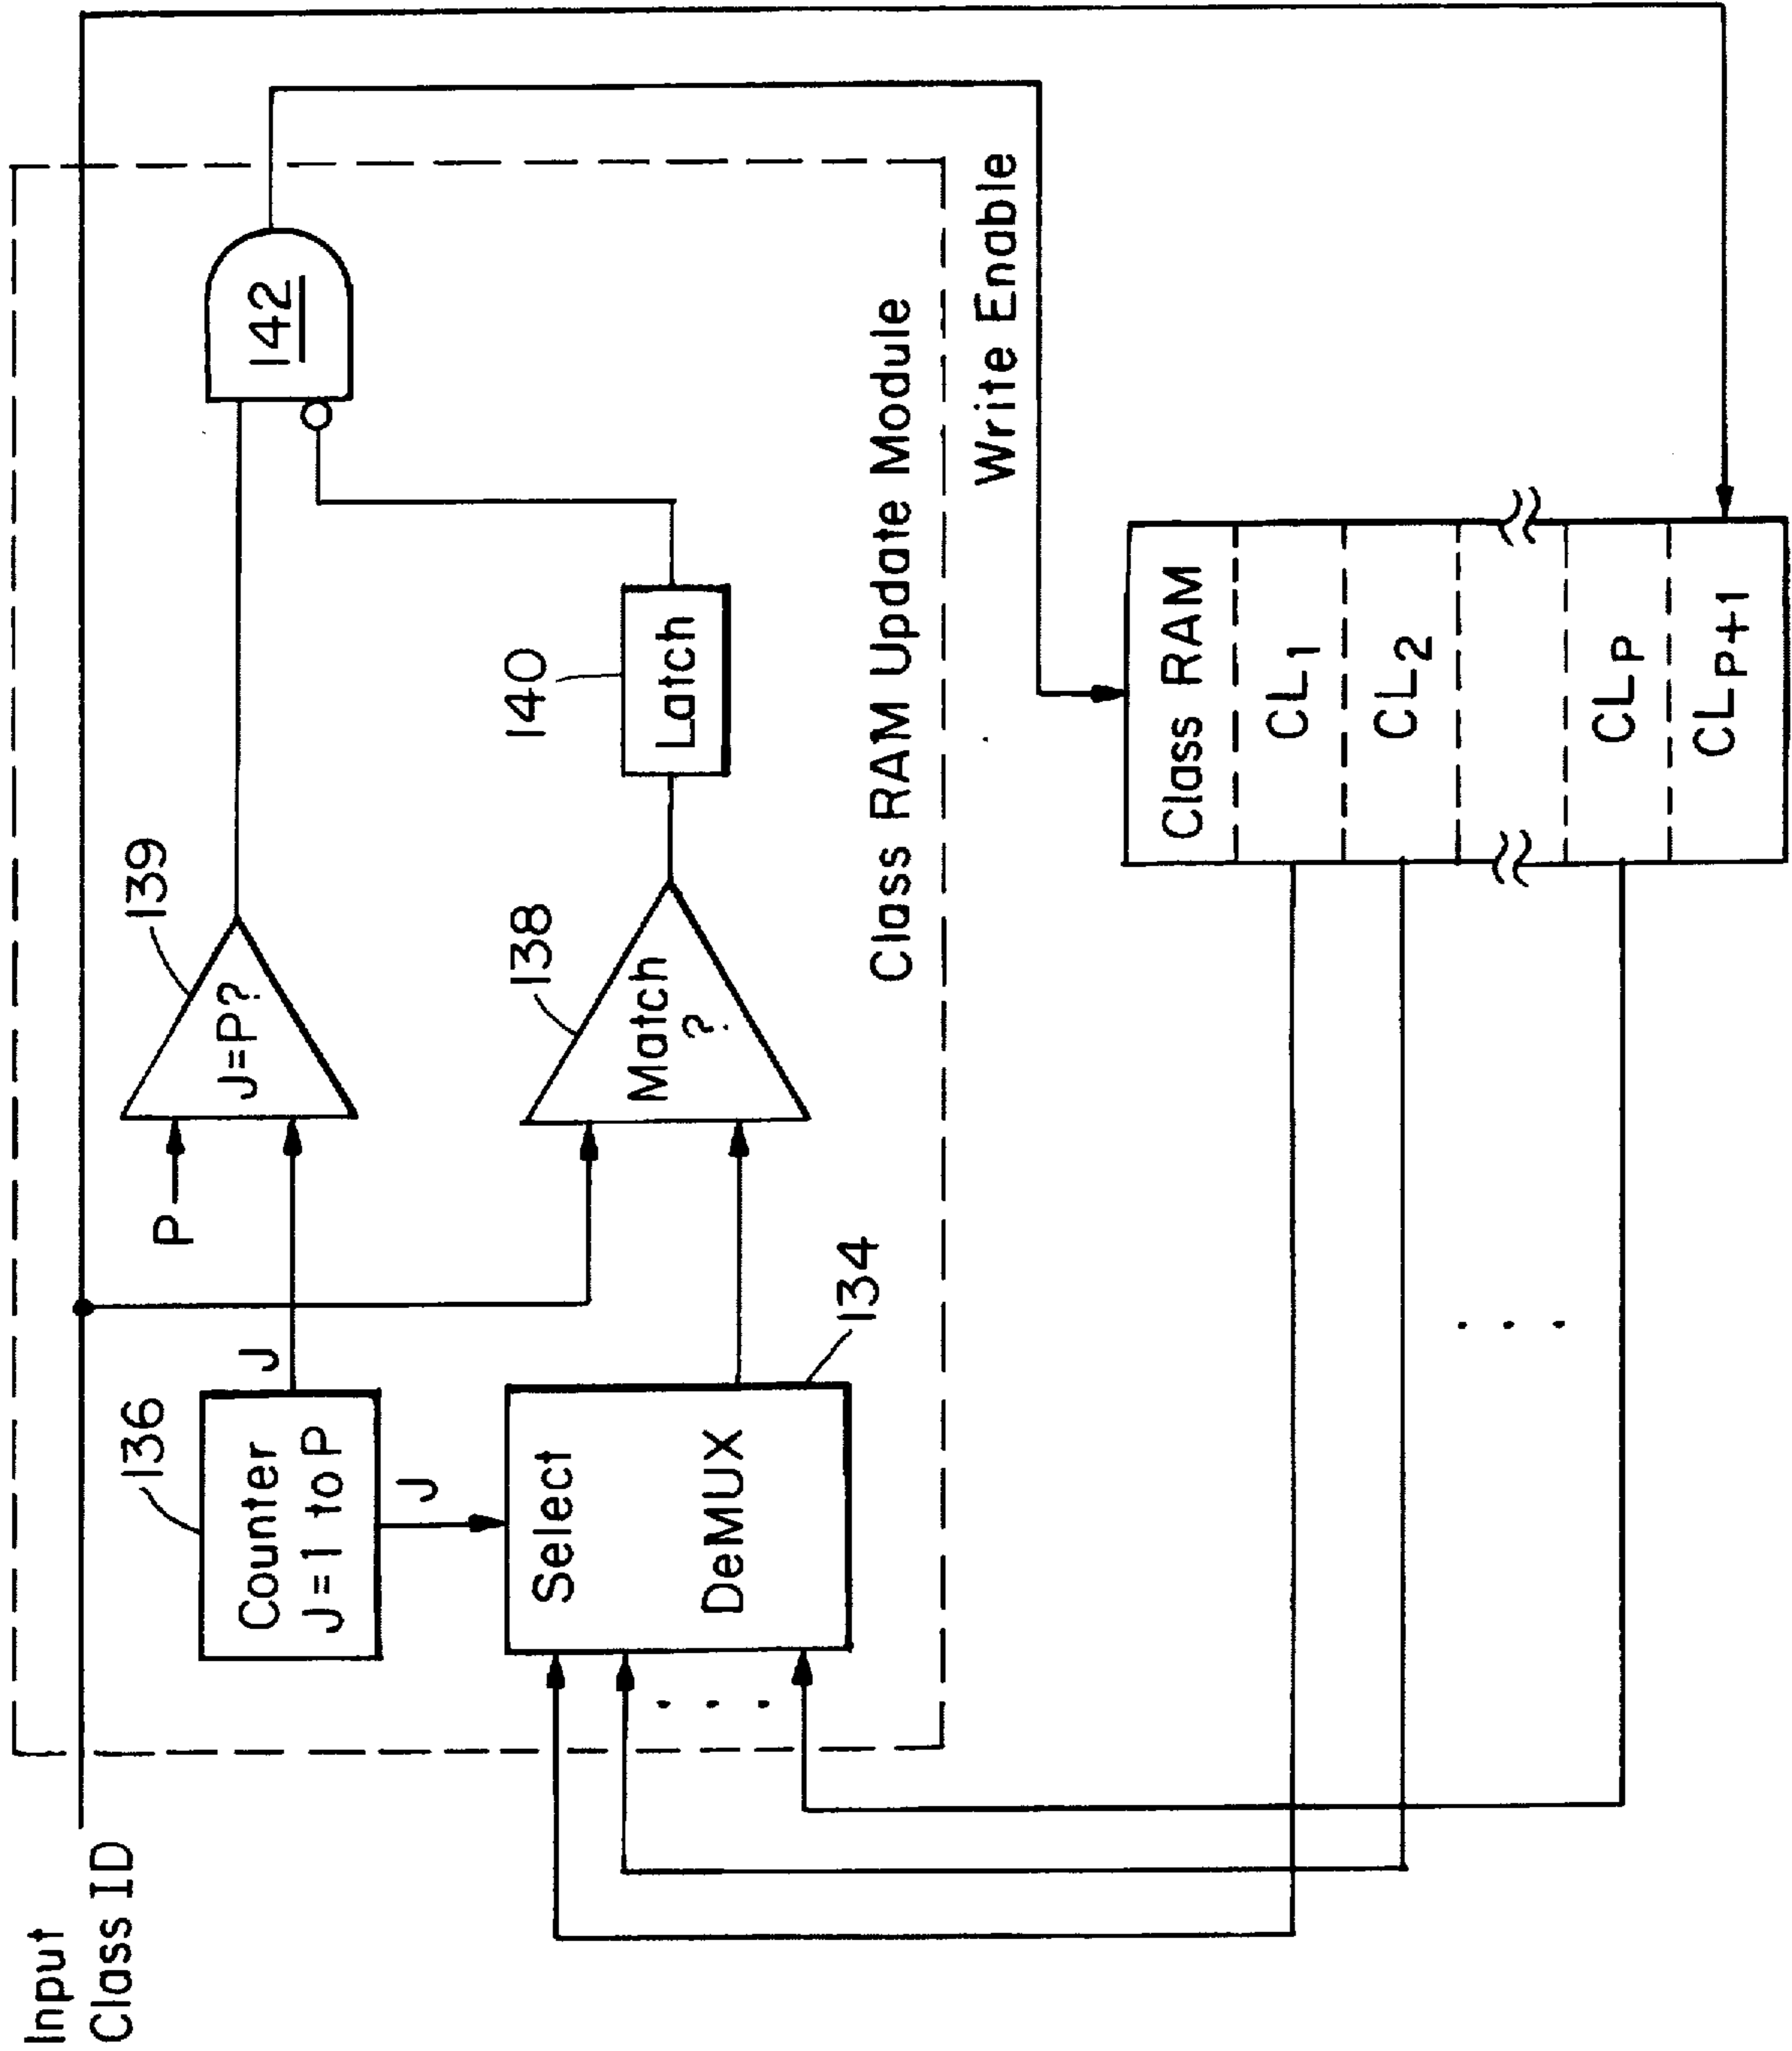 Input
Class ID
136
Counter
J=1 to P
J
J
P
139
J=P?
142
Select
DeMUX
134
138
Match
?
140
Latch
Class RAM Update Module
Write Enable
Class RAM
CL1
CL2
CLP
CLP+1